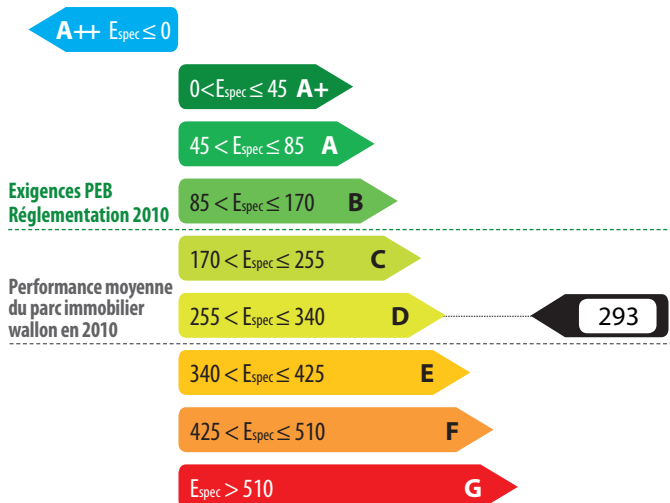 A++ Espec ≤ 0
0<Espec ≤ 45 A+
45 < Espec ≤ 85 A
Exigences PEB
Réglementation 2010
85 < Espec ≤ 170 B
170 < Espec ≤ 255 C
Performance moyenne
du parc immobilier
wallon en 2010
255 < Espec ≤ 340 D
293
340 < Espec ≤ 425 E
425 < Espec ≤ 510 F
Espec > 510 G